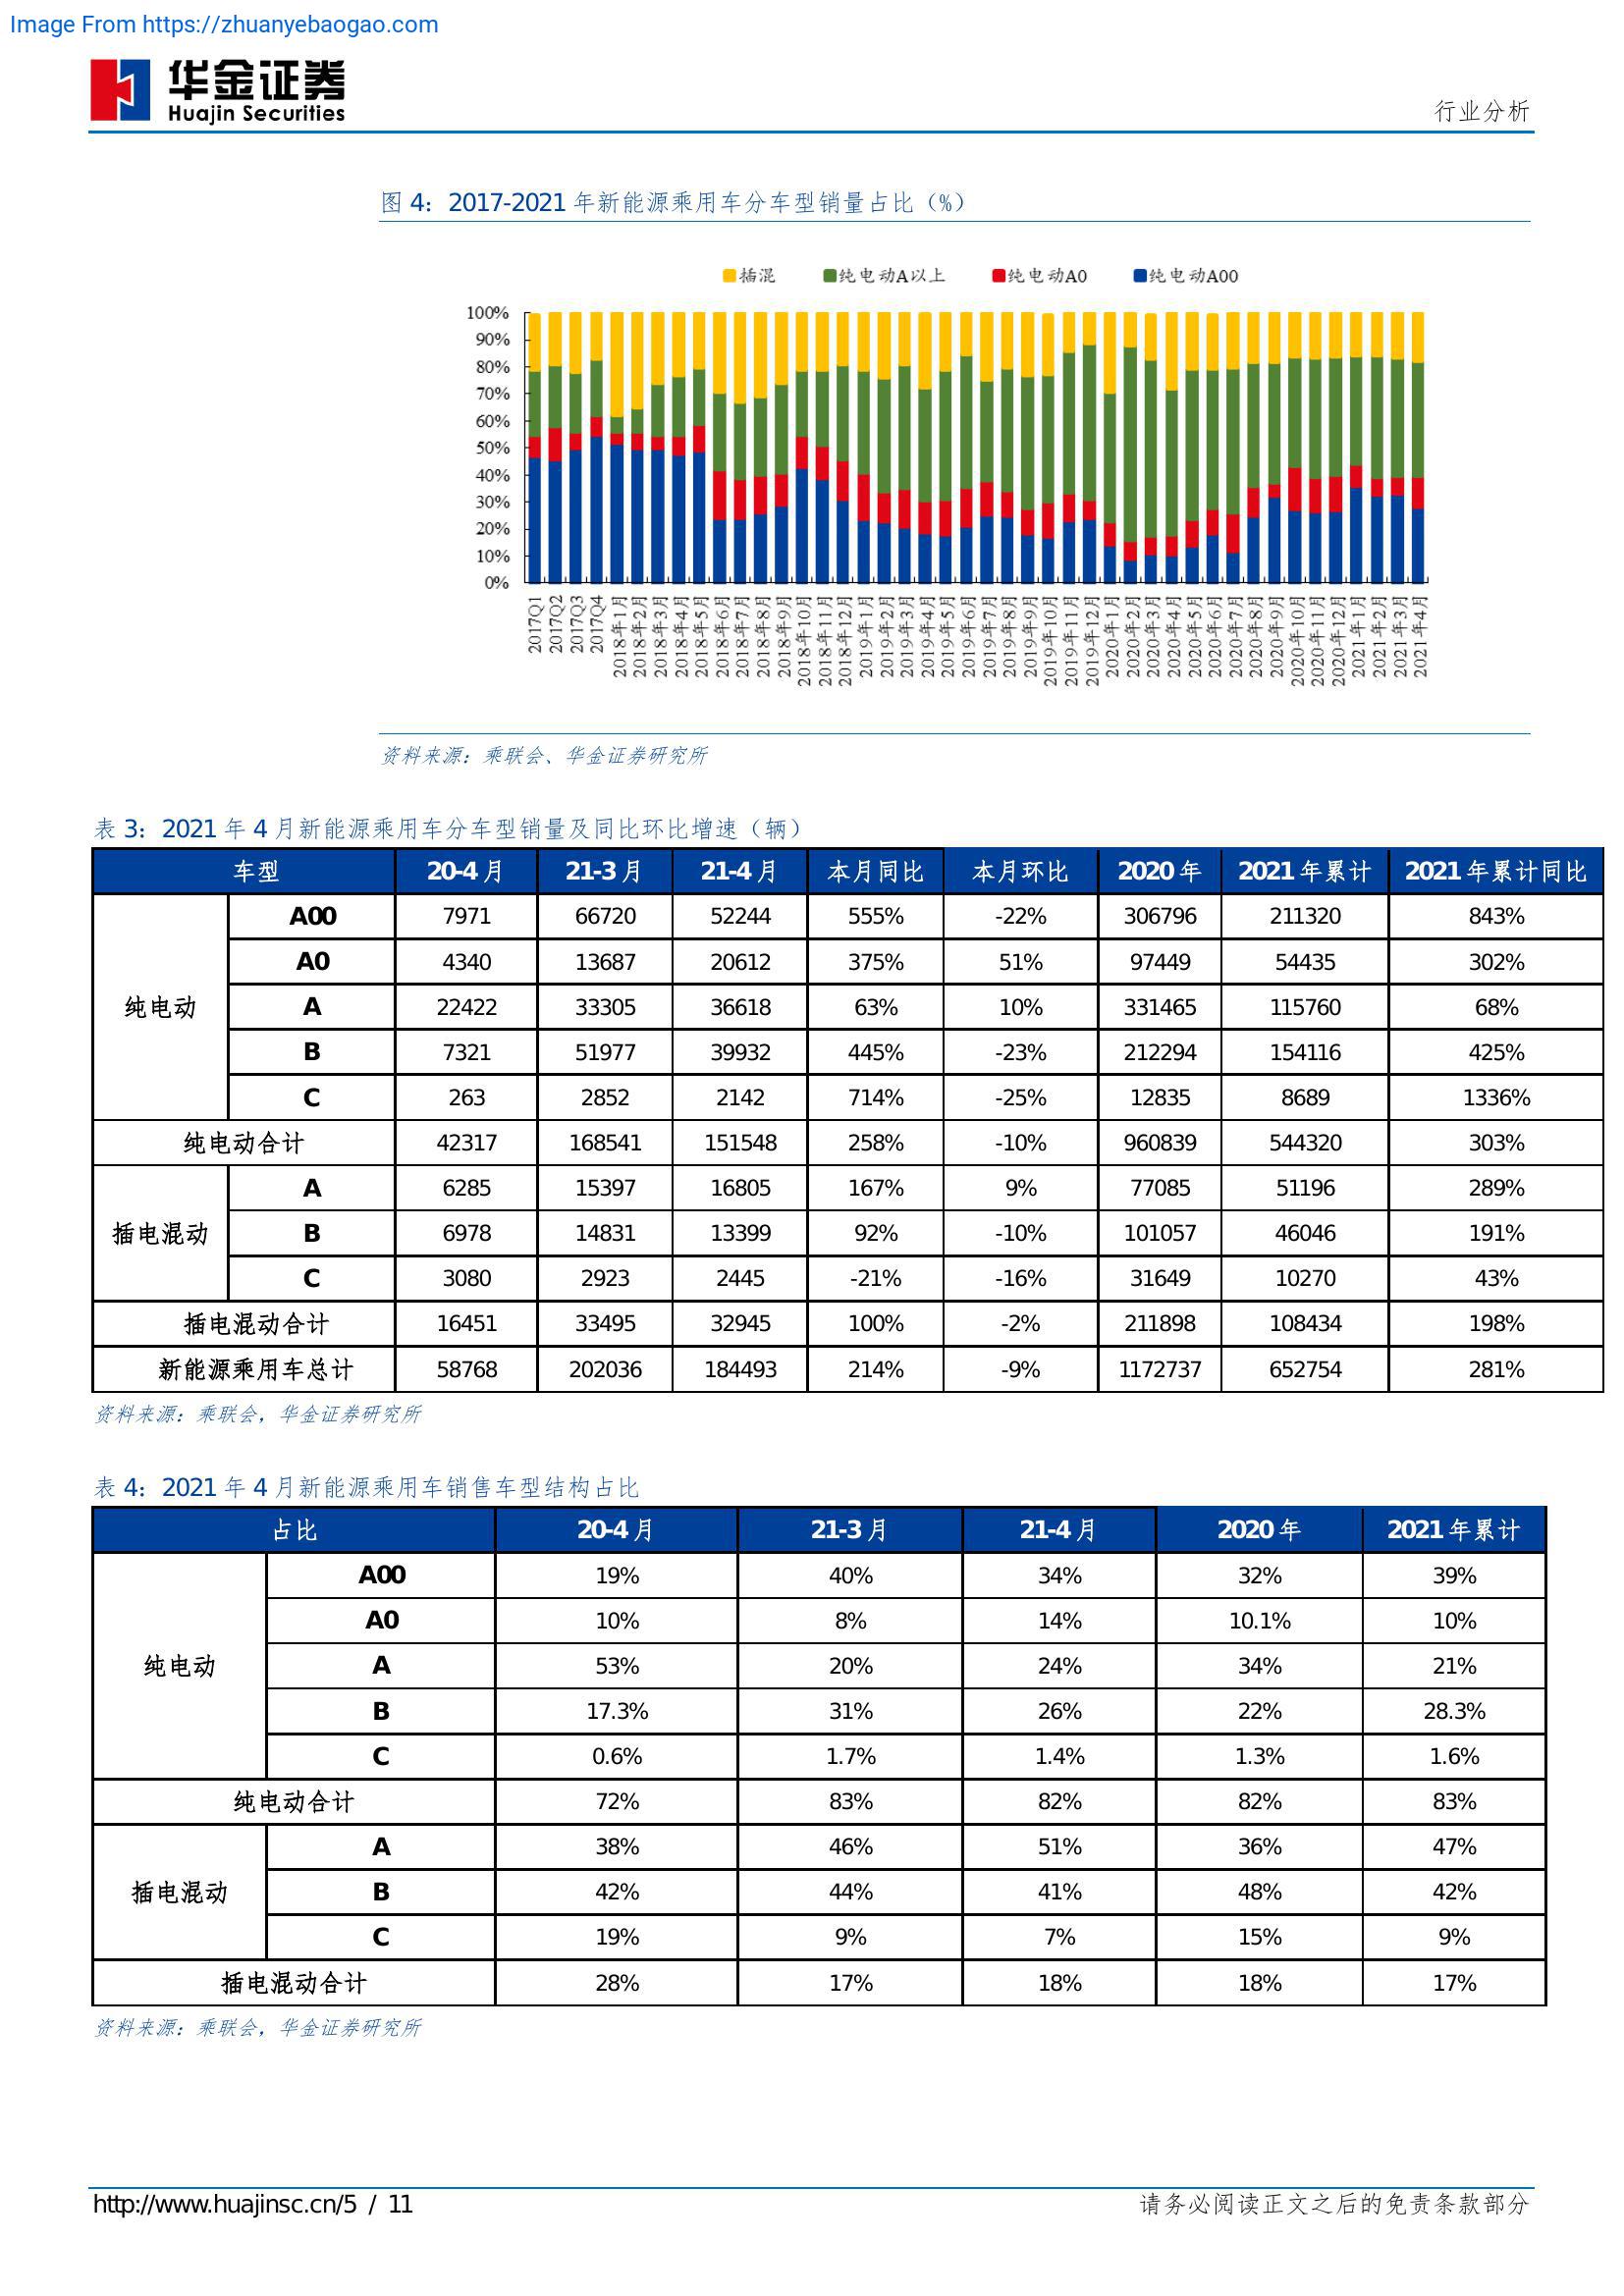 Image From https://zhuanyebaogao.com
华金证券
Huajin Securities
行业分析
图 4：2017-2021 年新能源乘用车分车型销量占比（%）
插混 纯电动A以上 纯电动A0 纯电动A00
100%
90%
80%
70%
60%
50%
40%
30%
20%
10%
0%
2017Q1 2017Q2 2017Q3 2017Q4 2018年1月 2018年2月 2018年3月 2018年4月 2018年5月 2018年6月 2018年7月 2018年8月 2018年9月 2018年10月 2018年11月 2018年12月 2019年1月 2019年2月 2019年3月 2019年4月 2019年5月 2019年6月 2019年7月 2019年8月 2019年9月 2019年10月 2019年11月 2019年12月 2020年1月 2020年2月 2020年3月 2020年4月 2020年5月 2020年6月 2020年7月 2020年8月 2020年9月 2020年10月 2020年11月 2020年12月 2021年1月 2021年2月 2021年3月 2021年4月
资料来源：乘联会、华金证券研究所
表 3：2021 年 4 月新能源乘用车分车型销量及同比环比增速（辆）
车型 20-4 月 21-3 月 21-4 月 本月同比 本月环比 2020 年 2021 年累计 2021 年累计同比
纯电动
A00 7971 66720 52244 555% -22% 306796 211320 843%
A0 4340 13687 20612 375% 51% 97449 54435 302%
A 22422 33305 36618 63% 10% 331465 115760 68%
B 7321 51977 39932 445% -23% 212294 154116 425%
C 263 2852 2142 714% -25% 12835 8689 1336%
纯电动合计 42317 168541 151548 258% -10% 960839 544320 303%
插电混动
A 6285 15397 16805 167% 9% 77085 51196 289%
B 6978 14831 13399 92% -10% 101057 46046 191%
C 3080 2923 2445 -21% -16% 31649 10270 43%
插电混动合计 16451 33495 32945 100% -2% 211898 108434 198%
新能源乘用车总计 58768 202036 184493 214% -9% 1172737 652754 281%
资料来源：乘联会，华金证券研究所
表 4：2021 年 4 月新能源乘用车销售车型结构占比
占比 20-4 月 21-3 月 21-4 月 2020 年 2021 年累计
纯电动
A00 19% 40% 34% 32% 39%
A0 10% 8% 14% 10.1% 10%
A 53% 20% 24% 34% 21%
B 17.3% 31% 26% 22% 28.3%
C 0.6% 1.7% 1.4% 1.3% 1.6%
纯电动合计 72% 83% 82% 82% 83%
插电混动
A 38% 46% 51% 36% 47%
B 42% 44% 41% 48% 42%
C 19% 9% 7% 15% 9%
插电混动合计 28% 17% 18% 18% 17%
资料来源：乘联会，华金证券研究所
http://www.huajinsc.cn/5 / 11
请务必阅读正文之后的免责条款部分